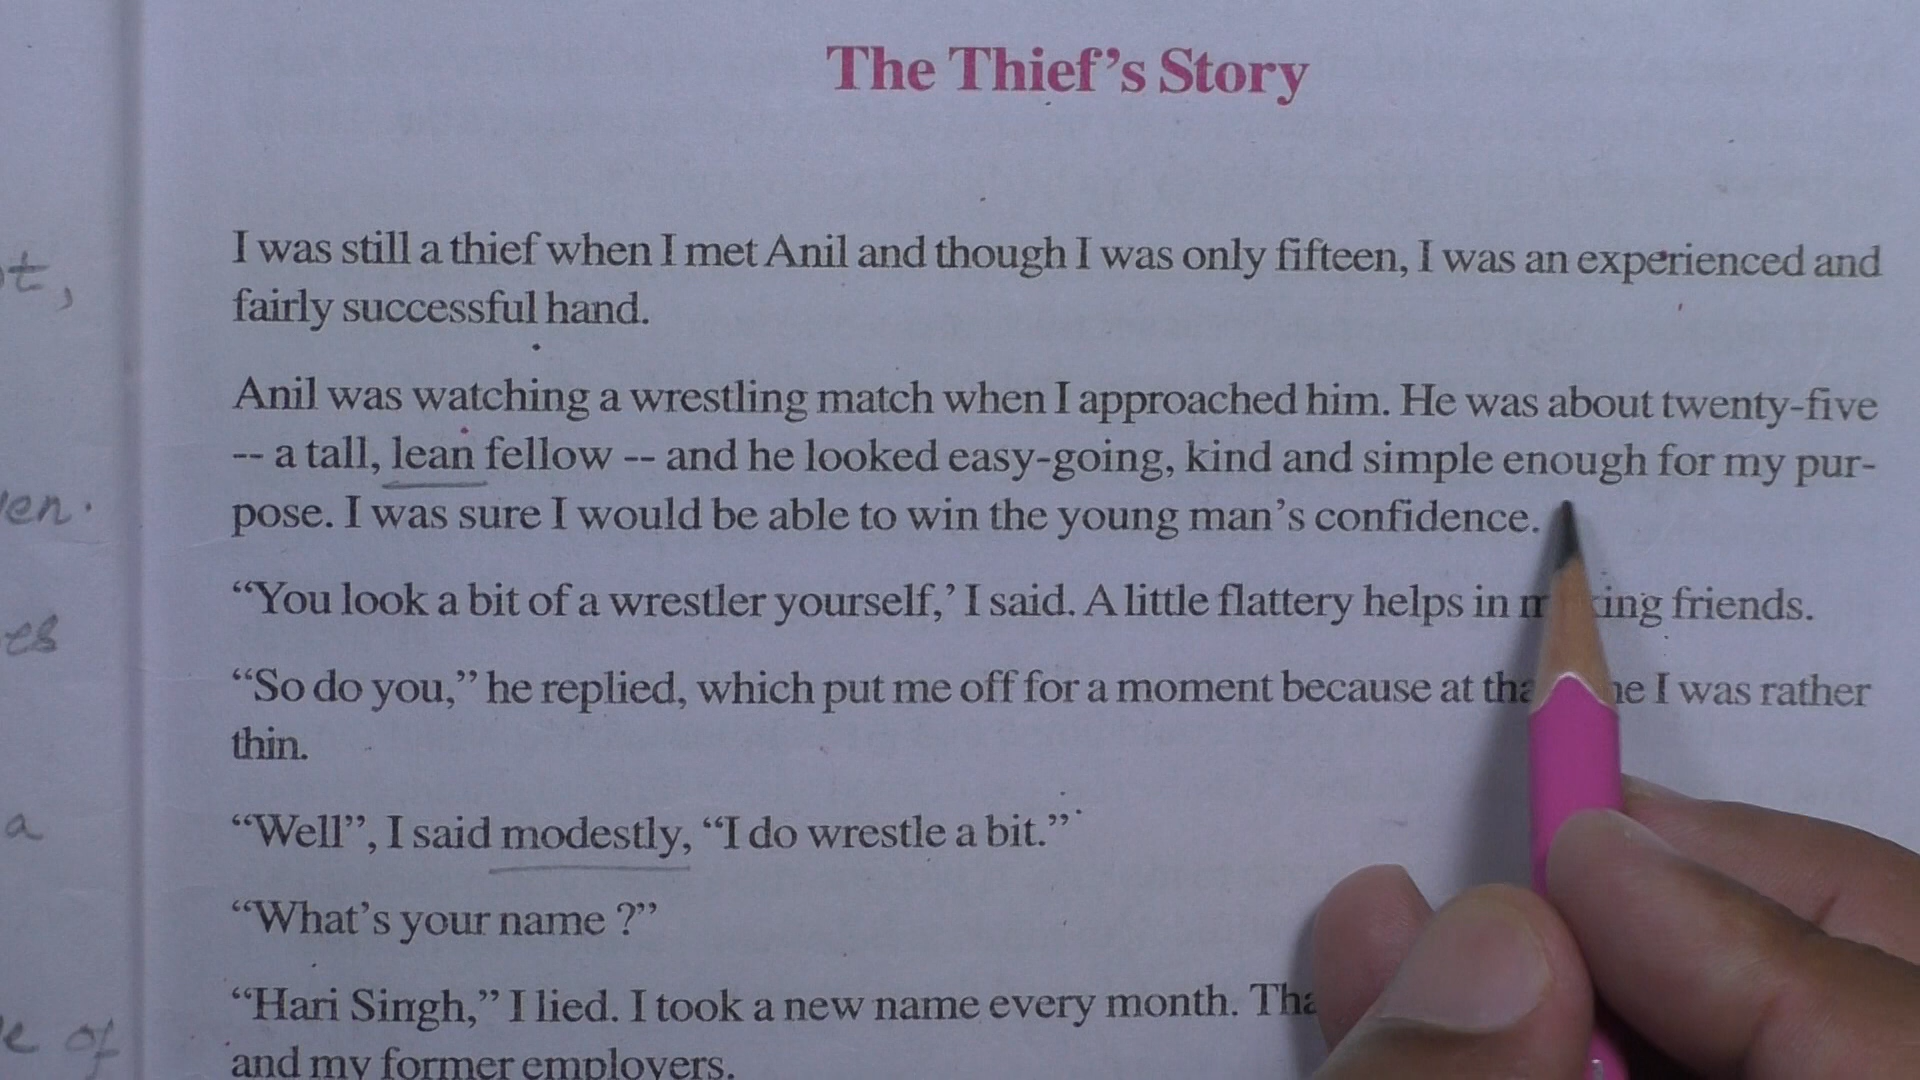 The Thief's Story
I was still a thief when I met Anil and though I was only fifteen, I was an experienced and
t,
fairly successful hand.
Anil was watching a wrestling match when I approached him. He was about twenty-five
-- a tall, lean fellow -- and he looked easy-going, kind and simple enough for my pur-
en.
pose. I was sure I would be able to win the young man's confidence.
“You look a bit of a wrestler yourself,’ I said. A little flattery helps in friends.
es
“So do you,” he replied, which put me off for a moment because at I was rather
thin.
a
“Well”, I said modestly, “I do wrestle a bit.”
“What’s your name ?”
“Hari Singh,” I lied. I took a new name every month.
e of
and my former employers.